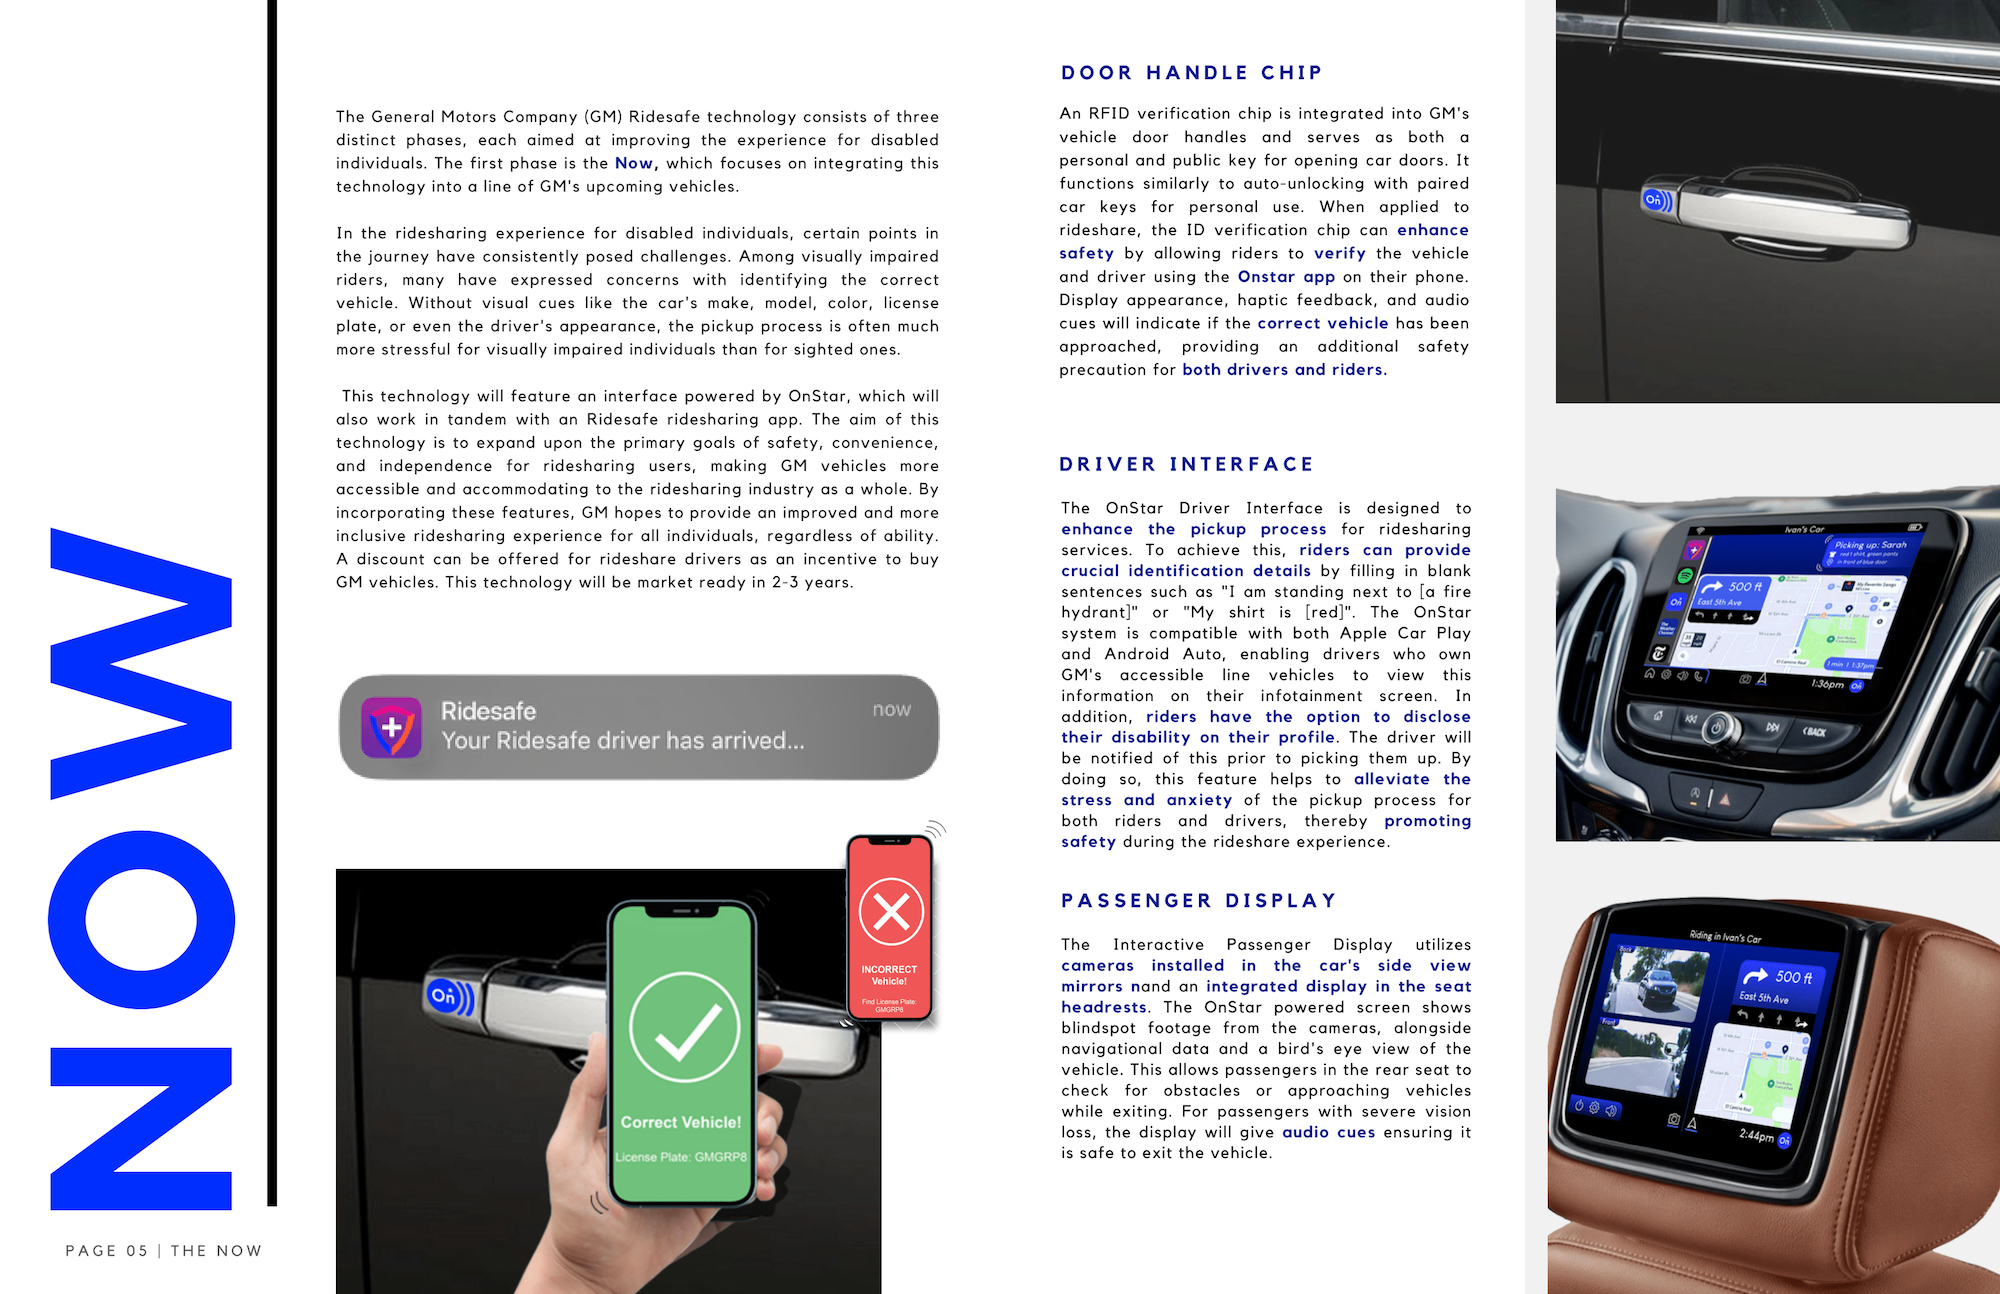 NOW
PAGE 05 | THE NOW
The General Motors Company (GM) Ridesafe technology consists of three
distinct phases, each aimed at improving the experience for disabled
individuals. The first phase is the Now, which focuses on integrating this
technology into a line of GM's upcoming vehicles.
In the ridesharing experience for disabled individuals, certain points in
the journey have consistently posed challenges. Among visually impaired
riders, many have expressed concerns with identifying the correct
vehicle. Without visual cues like the car's make, model, color, license
plate, or even the driver's appearance, the pickup process is often much
more stressful for visually impaired individuals than for sighted ones.
This technology will feature an interface powered by OnStar, which will
also work in tandem with an Ridesafe ridesharing app. The aim of this
technology is to expand upon the primary goals of safety, convenience,
and independence for ridesharing users, making GM vehicles more
accessible and accommodating to the ridesharing industry as a whole. By
incorporating these features, GM hopes to provide an improved and more
inclusive ridesharing experience for all individuals, regardless of ability.
A discount can be offered for rideshare drivers as an incentive to buy
GM vehicles. This technology will be market ready in 2-3 years.
Ridesafe
now
Your Ridesafe driver has arrived...
On
Correct Vehicle!
License Plate: GMGRP8
INCORRECT
Vehicle!
Find License Plate:
GMGRP8
DOOR HANDLE CHIP
An RFID verification chip is integrated into GM's
vehicle door handles and serves as both a
personal and public key for opening car doors. It
functions similarly to auto-unlocking with paired
car keys for personal use. When applied to
rideshare, the ID verification chip can enhance
safety by allowing riders to verify the vehicle
and driver using the Onstar app on their phone.
Display appearance, haptic feedback, and audio
cues will indicate if the correct vehicle has been
approached, providing an additional safety
precaution for both drivers and riders.
DRIVER INTERFACE
The OnStar Driver Interface is designed to
enhance the pickup process for ridesharing
services. To achieve this, riders can provide
crucial identification details by filling in blank
sentences such as "I am standing next to [a fire
hydrant]" or "My shirt is [red]". The OnStar
system is compatible with both Apple Car Play
and Android Auto, enabling drivers who own
GM's accessible line vehicles to view this
information on their infotainment screen. In
addition, riders have the option to disclose
their disability on their profile. The driver will
be notified of this prior to picking them up. By
doing so, this feature helps to alleviate the
stress and anxiety of the pickup process for
both riders and drivers, thereby promoting
safety during the rideshare experience.
PASSENGER DISPLAY
The Interactive Passenger Display utilizes
cameras installed in the car's side view
mirrors nand an integrated display in the seat
headrests. The OnStar powered screen shows
blindspot footage from the cameras, alongside
navigational data and a bird's eye view of the
vehicle. This allows passengers in the rear seat to
check for obstacles or approaching vehicles
while exiting. For passengers with severe vision
loss, the display will give audio cues ensuring it
is safe to exit the vehicle.
On
Ivan's Car
Picking up: Sarah
red t shirt, green pants
in front of blue door
500 ft
East 5th Ave
On
My Favorite Songs
El Camino Real
1 min | 1:37pm
1:36pm
On
BACK
Riding in Ivan's Car
Back
Front
500 ft
East 5th Ave
El Camino Real
2:44pm
On